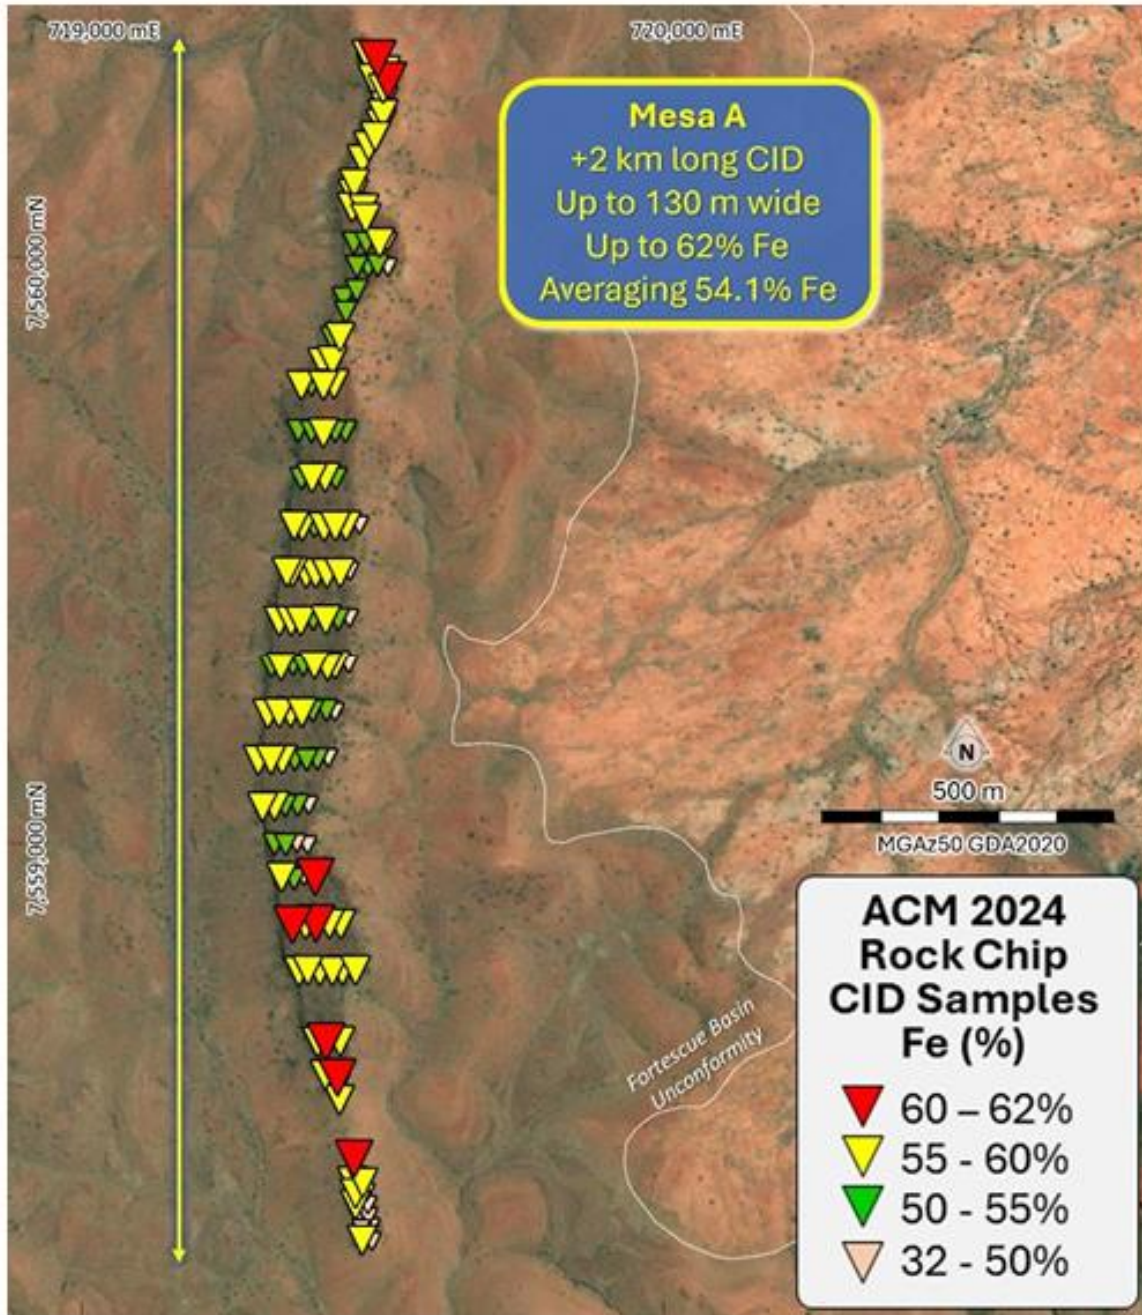 719,000 mE
720,000 mE
Mesa A
+2 km long CID
Up to 130 m wide
Up to 62% Fe
Averaging 54.1% Fe
7,560,000 mN
7,559,000 mN
N
500 m
MGAz50 GDA2020
Fortescue Basin
Unconformity
ACM 2024
Rock Chip
CID Samples
Fe (%)
60 – 62%
55 - 60%
50 - 55%
32 - 50%